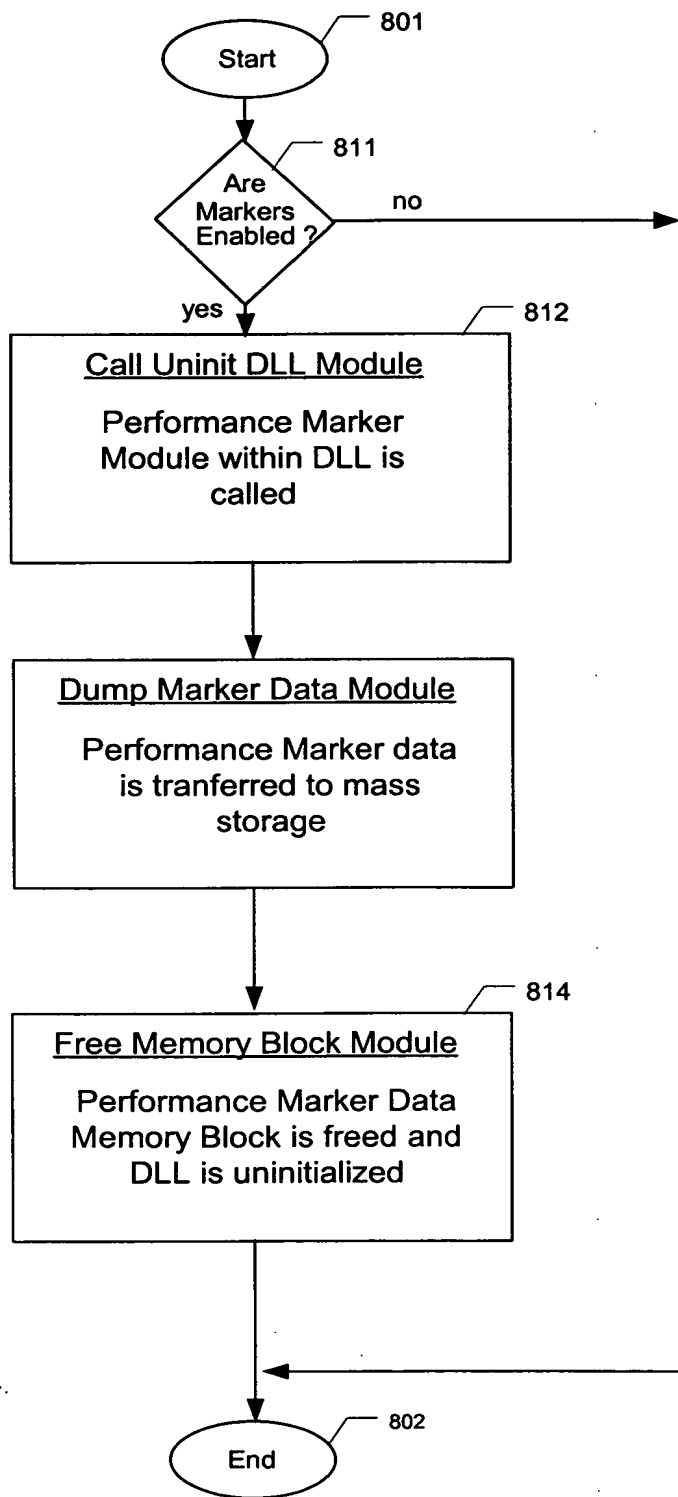 801
Start
811
Are
Markers
Enabled ?
no
yes
812
Call Uninit DLL Module
Performance Marker
Module within DLL is
called
Dump Marker Data Module
Performance Marker data
is tranferred to mass
storage
814
Free Memory Block Module
Performance Marker Data
Memory Block is freed and
DLL is uninitialized
802
End